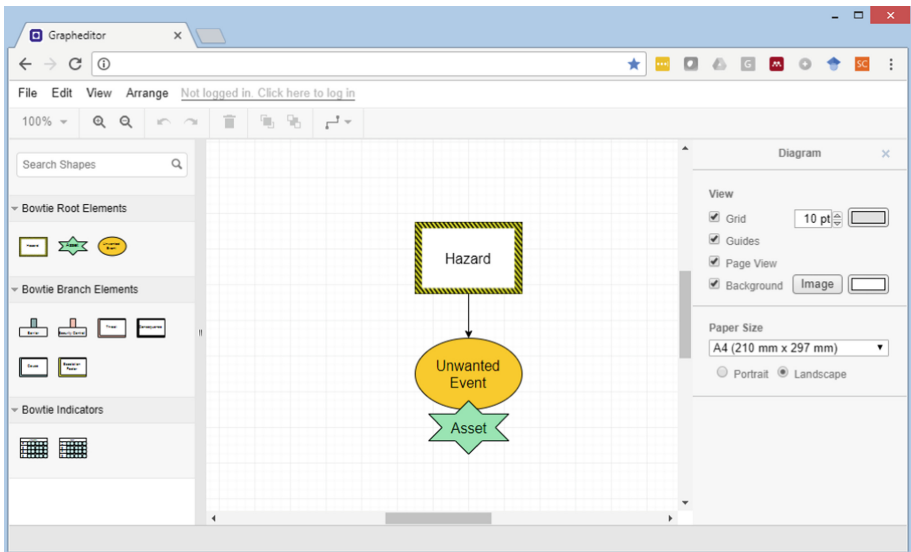 Grapheditor
File Edit View Arrange Not logged in. Click here to log in
100%
Search Shapes
Bowtie Root Elements
Bowtie Branch Elements
Bowtie Indicators
Hazard
Unwanted
Event
Asset
Diagram
View
Grid 10 pt
Guides
Page View
Background Image
Paper Size
A4 (210 mm x 297 mm)
Portrait Landscape